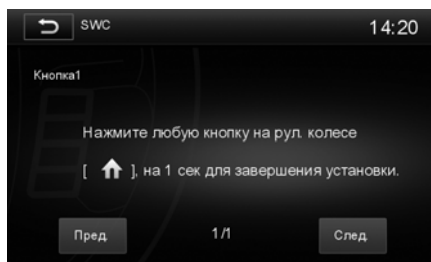 SWC 14:20
Кнопка1
Нажмите любую кнопку на рул. колесе
[ ], на 1 сек для завершения установки.
Пред. 1/1 След.